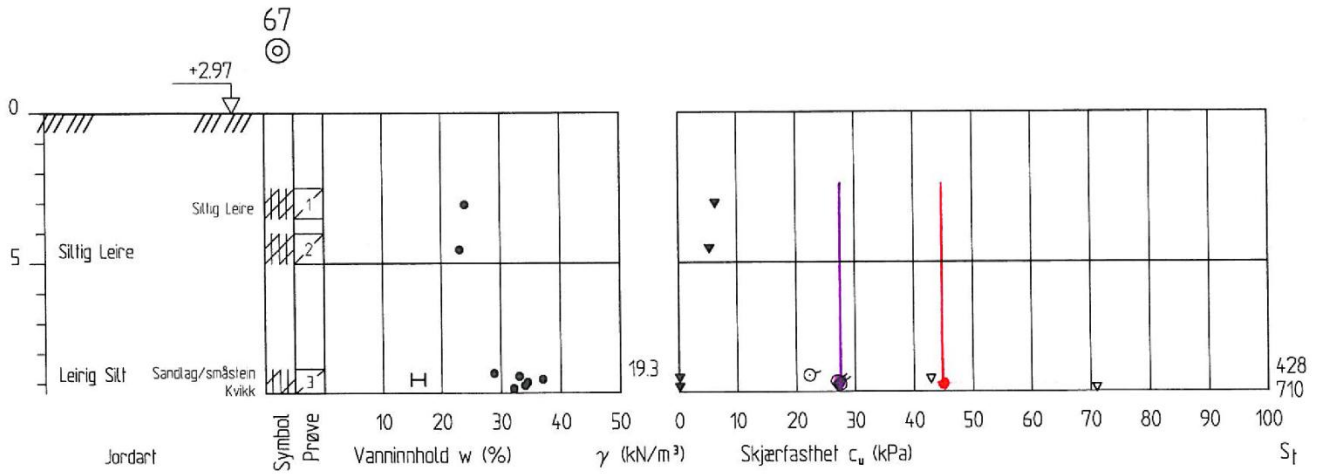 67
+2.97
0
Siltig Leire
1
Siltig Leire
2
5
Leirig Silt
Sandlag/småstein
Kvikk
3
19.3
428
710
10 20 30 40 50
0 10 20 30 40 50 60 70 80 90 100
Jordart
Symbol
Prøve
Vanninnhold w (%)
γ (kN/m³)
Skjærfasthet cᵤ (kPa)
St